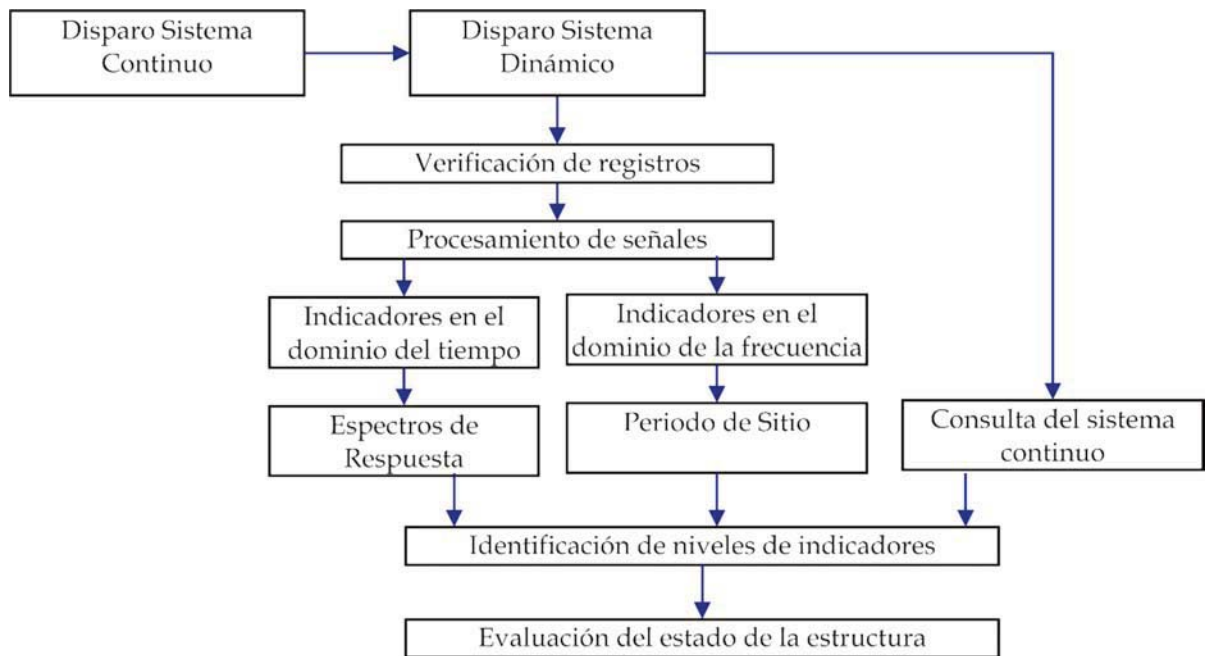 Disparo Sistema
Continuo
Disparo Sistema
Dinámico
Verificación de registros
Procesamiento de señales
Indicadores en el
dominio del tiempo
Indicadores en el
dominio de la frecuencia
Espectros de
Respuesta
Periodo de Sitio
Consulta del sistema
continuo
Identificación de niveles de indicadores
Evaluación del estado de la estructura